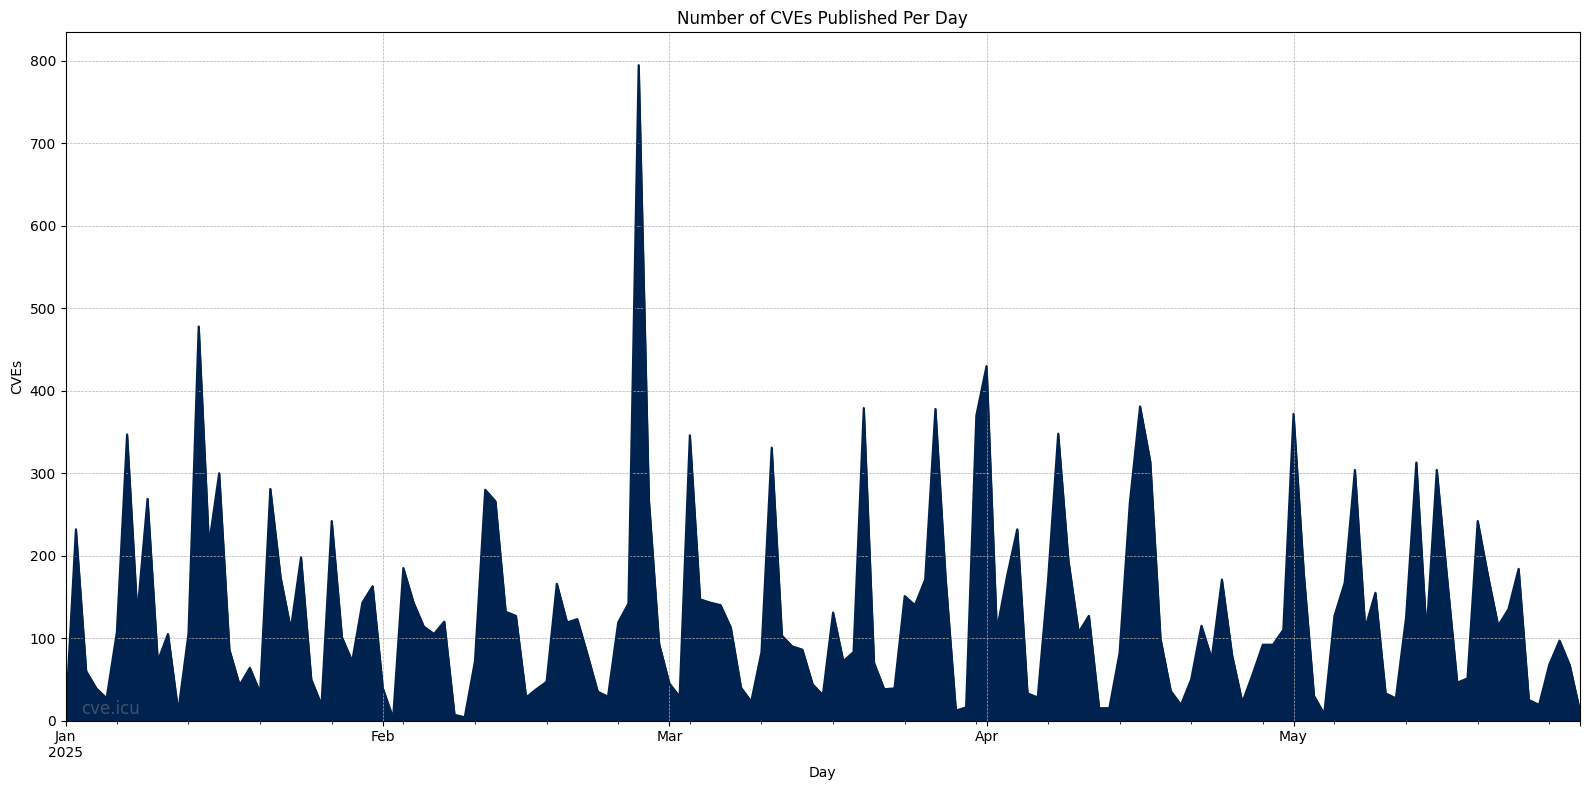 Number of CVEs Published Per Day
800
700
600
500
400
300
200
100
0
CVEs
cve.icu
Jan
2025
Feb
Mar
Apr
May
Day